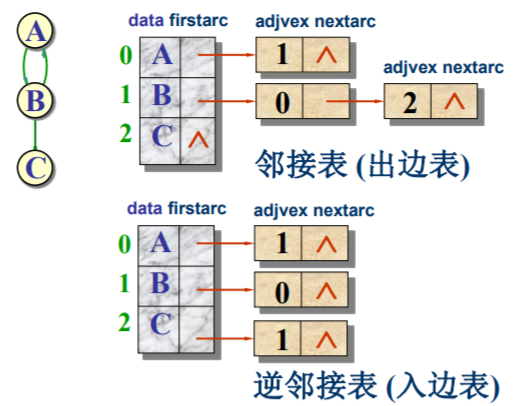 A
B
C
data firstarc adjvex nextarc
0 A 1 ∧
adjvex nextarc
1 B 0 2 ∧
2 C ∧
邻接表 (出边表)
data firstarc adjvex nextarc
0 A 1 ∧
1 B 0 ∧
2 C 1 ∧
逆邻接表 (入边表)